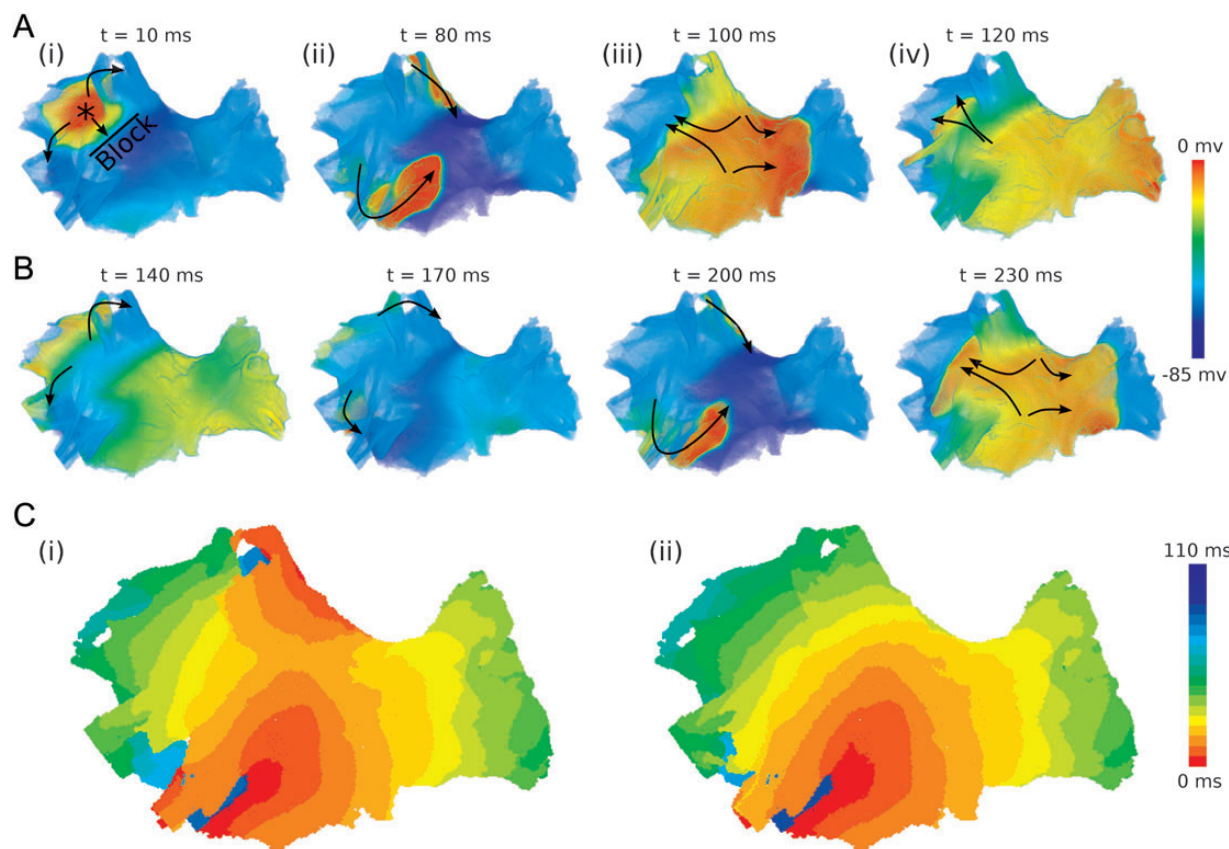 A
(i)
t = 10 ms
(ii)
t = 80 ms
(iii)
t = 100 ms
(iv)
t = 120 ms
Block
0 mv
-85 mv
B
t = 140 ms
t = 170 ms
t = 200 ms
t = 230 ms
C
(i)
(ii)
110 ms
0 ms